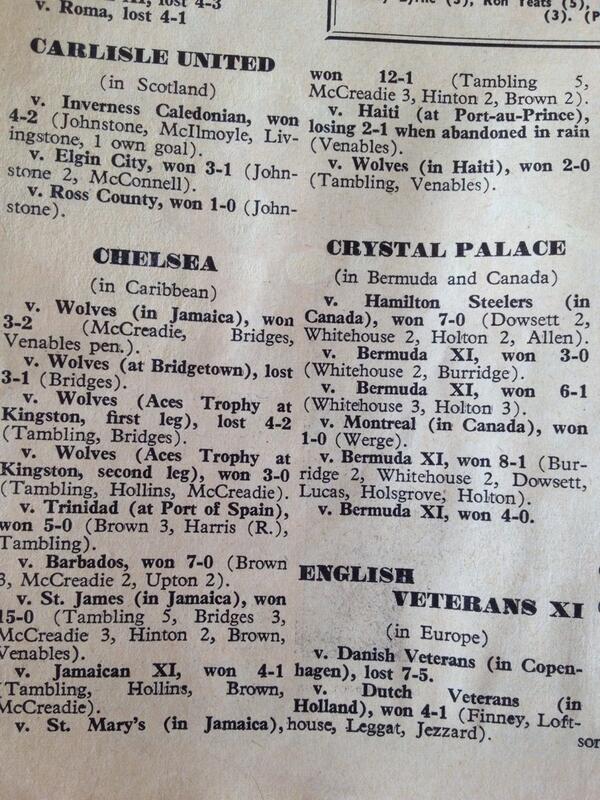 lost 4-3
v. Roma, lost 4-1
CARLISLE UNITED
(in Scotland)
v. Inverness Caledonian, won
4-2 (Johnstone, McIlmoyle, Liv-
ingstone, 1 own goal).
v. Elgin City, won 3-1 (John-
stone 2, McConnell).
v. Ross County, won 1-0 (John-
stone).
CHELSEA
(in Caribbean)
v. Wolves (in Jamaica), won
3-2 (McCreadie, Bridges,
Venables pen.).
v. Wolves (at Bridgetown), lost
3-1 (Bridges).
v. Wolves (Aces Trophy at
Kingston, first leg), lost 4-2
(Tambling, Bridges).
v. Wolves (Aces Trophy at
Kingston, second leg), won 3-0
(Tambling, Hollins, McCreadie).
v. Trinidad (at Port of Spain),
won 5-0 (Brown 3, Harris (R.),
Tambling).
v. Barbados, won 7-0 (Brown
3, McCreadie 2, Upton 2).
v. St. James (in Jamaica), won
15-0 (Tambling 5, Bridges 3,
McCreadie 3, Hinton 2, Brown,
Venables).
v. Jamaican XI, won 4-1
(Tambling, Hollins, Brown,
McCreadie).
v. St. Mary's (in Jamaica),
(3), Ron Yeats (5),
(3). (P
won 12-1 (Tambling 5,
McCreadie 3, Hinton 2, Brown 2).
v. Haiti (at Port-au-Prince),
losing 2-1 when abandoned in rain
(Venables).
v. Wolves (in Haiti), won 2-0
(Tambling, Venables).
CRYSTAL PALACE
(in Bermuda and Canada)
v. Hamilton Steelers (in
Canada), won 7-0 (Dowsett 2,
Whitehouse 2, Holton 2, Allen).
v. Bermuda XI, won 3-0
(Whitehouse 2, Burridge).
v. Bermuda XI, won 6-1
(Whitehouse 3, Holton 3).
v. Montreal (in Canada), won
1-0 (Werge).
v. Bermuda XI, won 8-1 (Bur-
ridge 2, Whitehouse 2, Dowsett,
Lucas, Holsgrove, Holton).
v. Bermuda XI, won 4-0.
ENGLISH
VETERANS XI
(in Europe)
v. Danish Veterans (in Copen-
hagen), lost 7-5.
v. Dutch Veterans (in
Holland), won 4-1 (Finney, Loft-
house, Leggat, Jezzard).
son